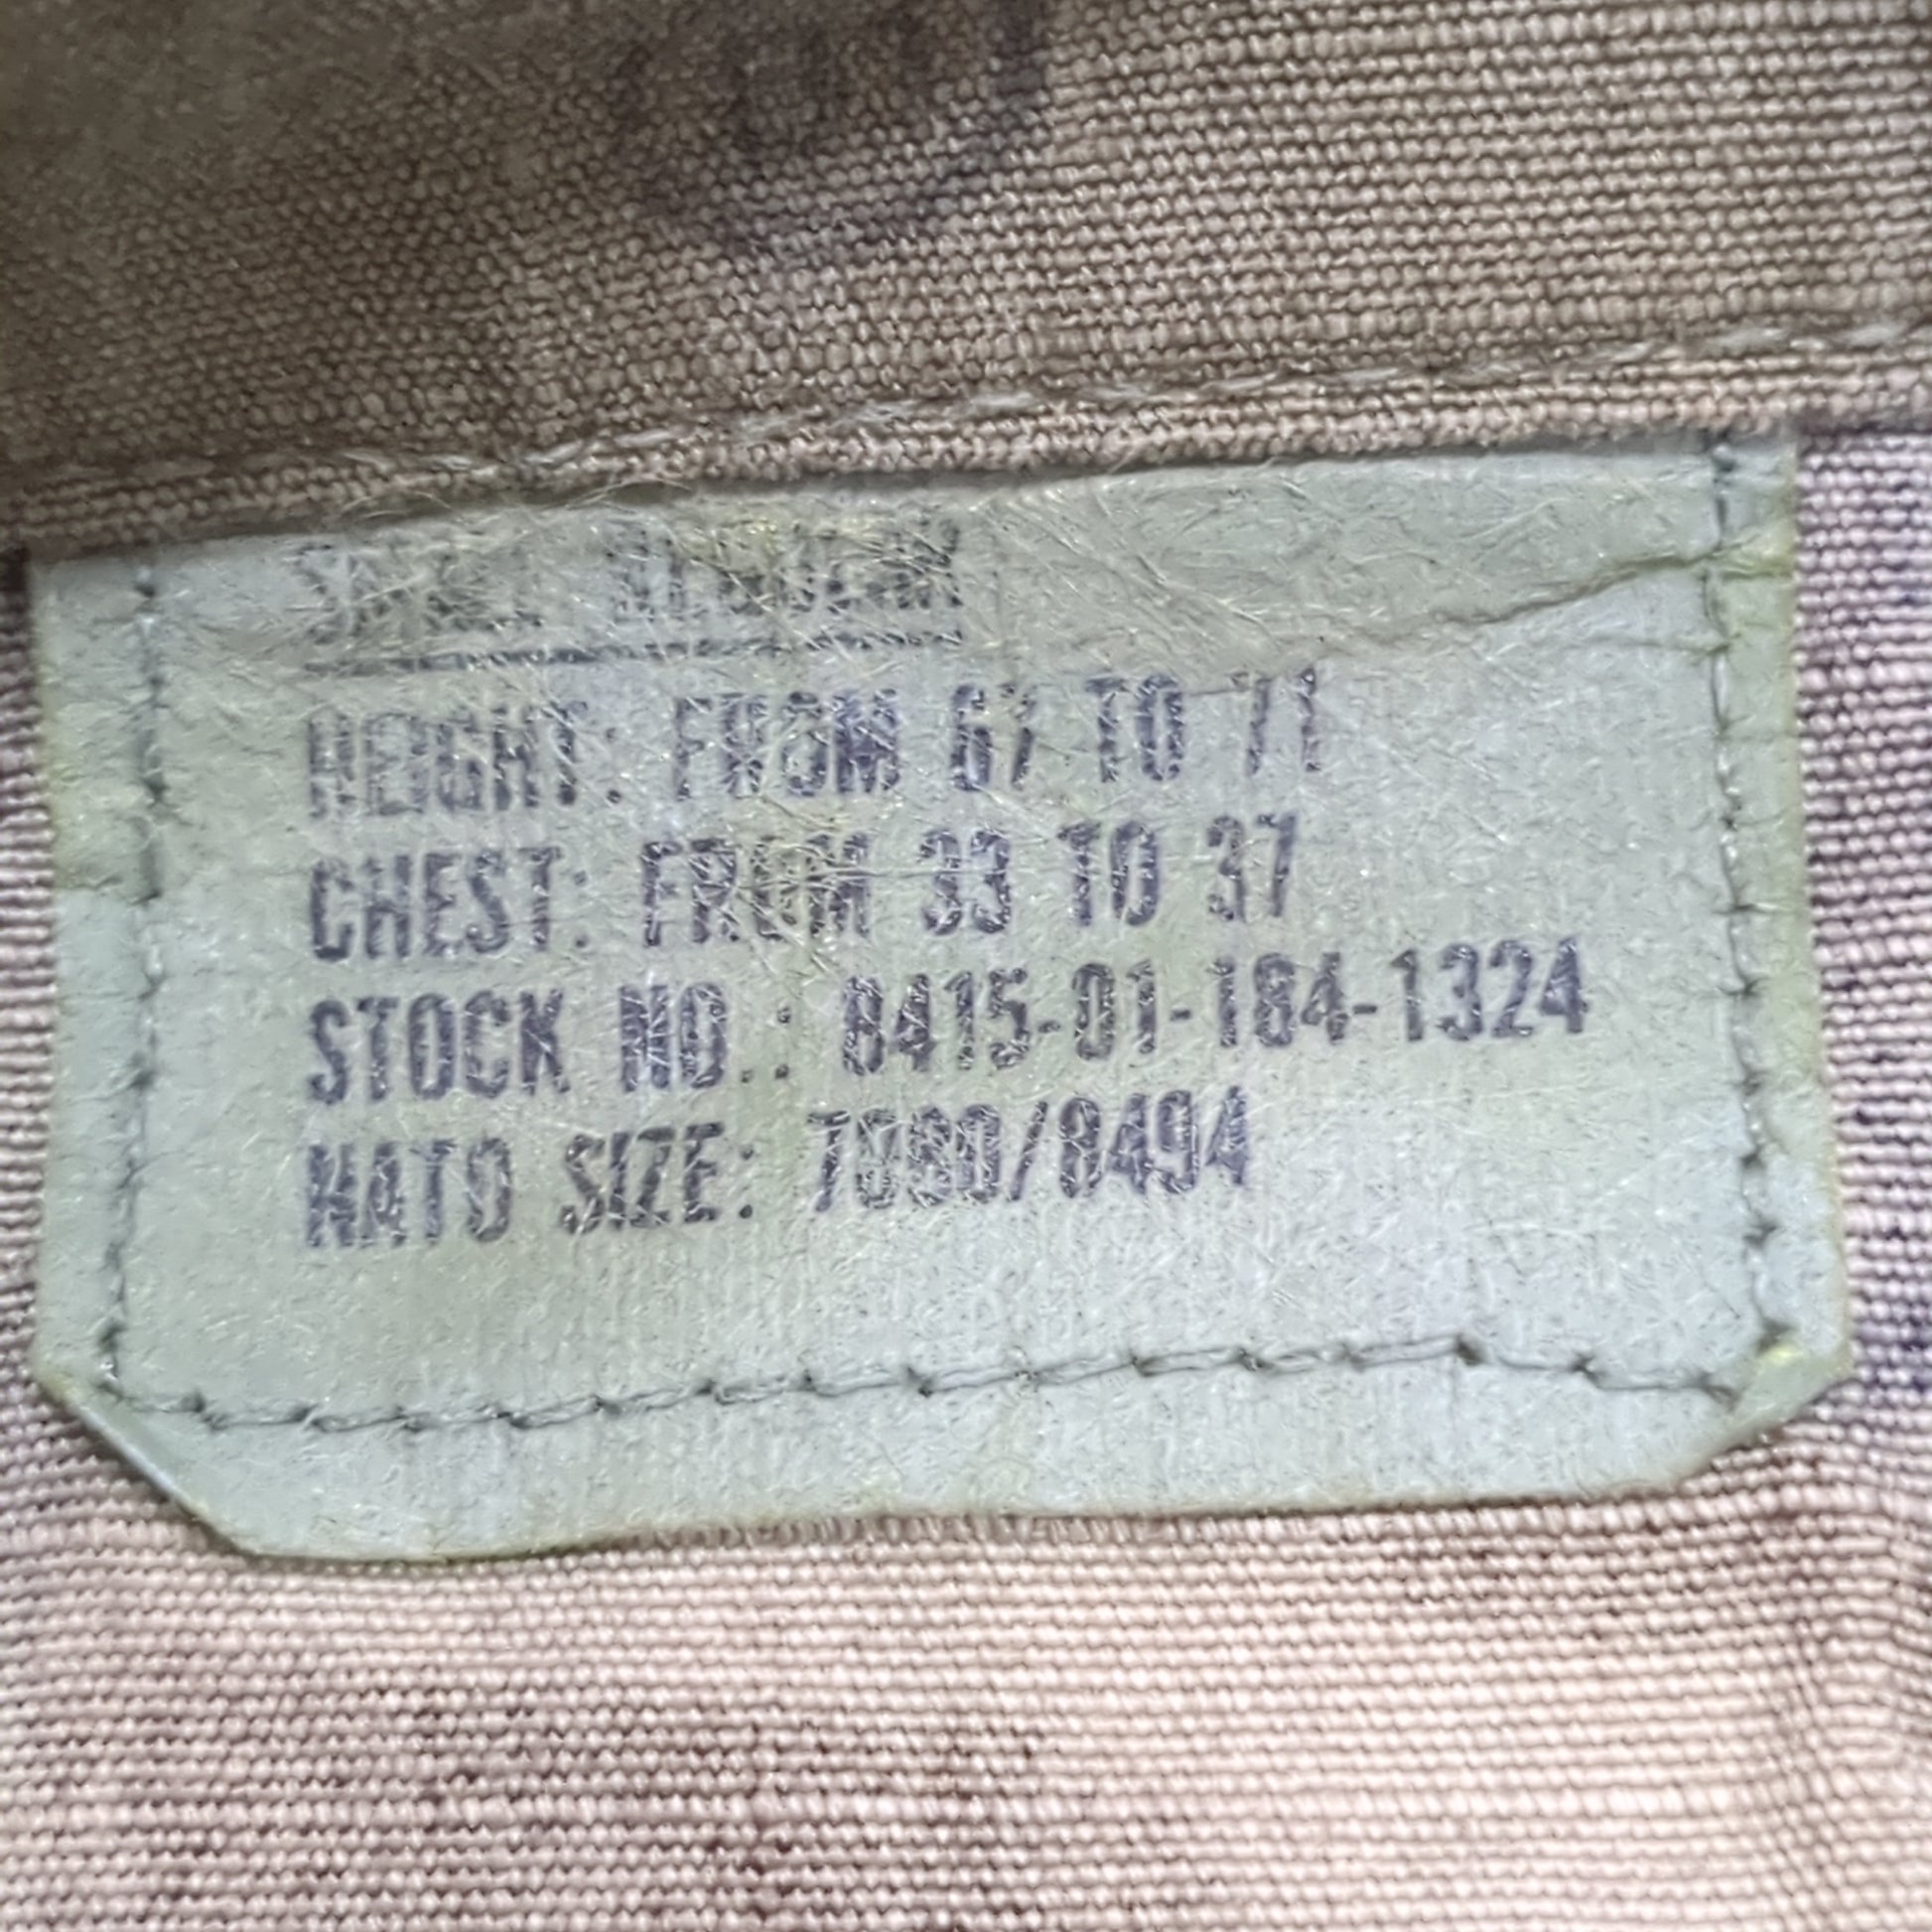 SMALL REGULAR
HEIGHT: FROM 67 TO 71
CHEST: FROM 33 TO 37
STOCK NO.: 8415-01-184-1324
NATO SIZE: 7080/8494